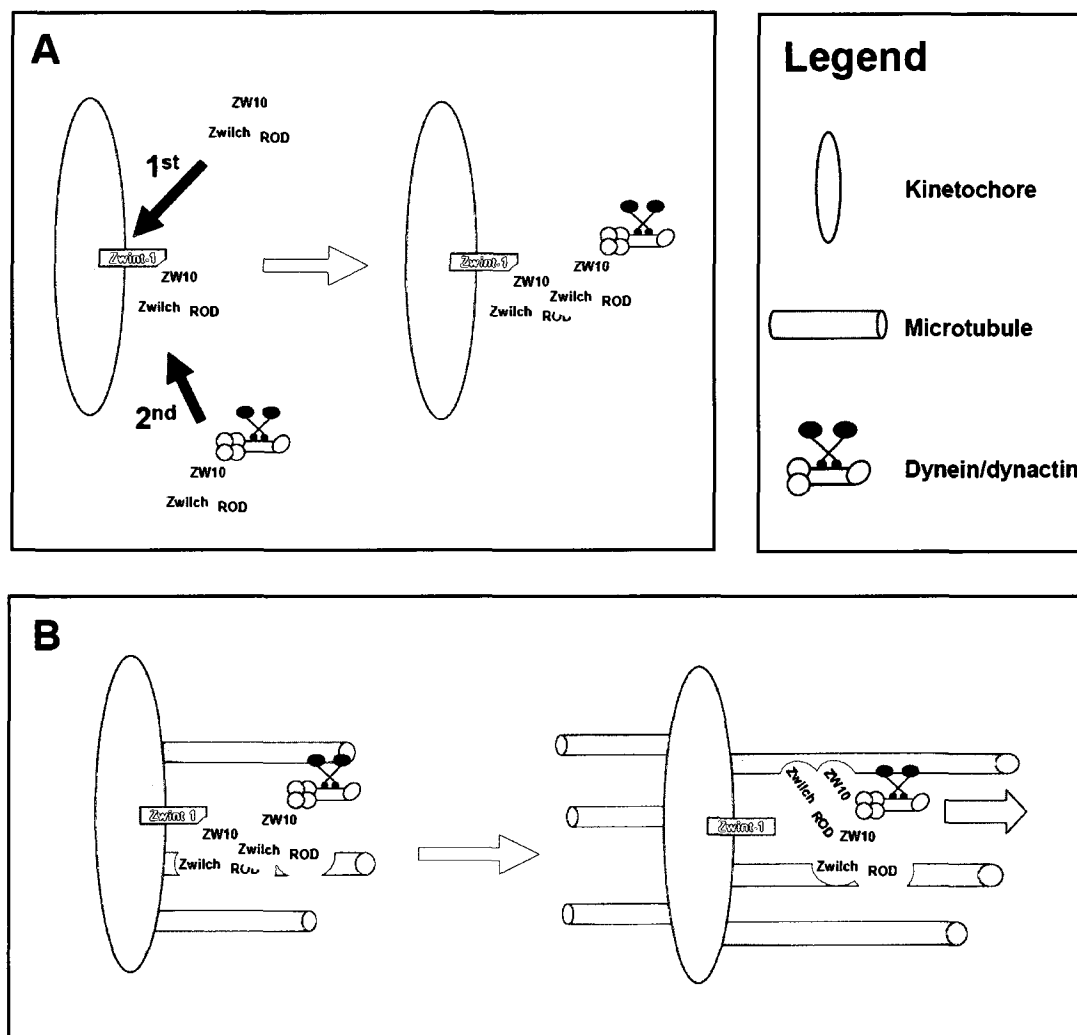 A
ZW10
Zwilch ROD
1st
Zwint-1
ZW10
Zwilch ROD
2nd
ZW10
Zwilch ROD
Zwint-1
ZW10
ZW10
Zwilch ROD
Zwilch ROD
Legend
Kinetochore
Microtubule
Dynein/dynactin
B
Zwint 1
ZW10
ZW10
Zwilch ROD
Zwilch ROD
Zwint-1
Zwilch
ZW10
ROD
ZW10
Zwilch ROD